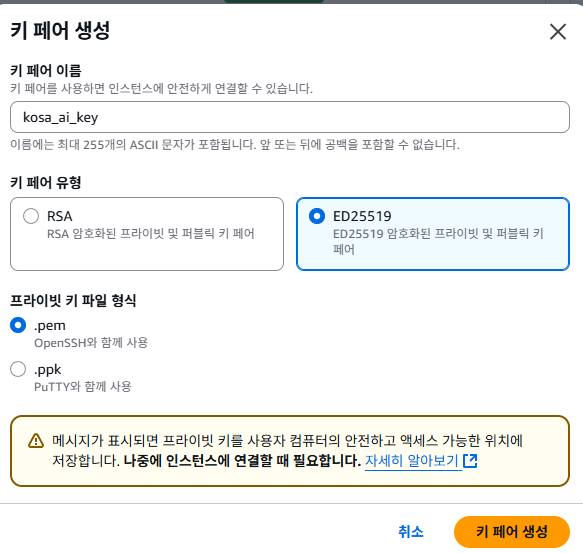 키 페어 생성
키 페어 이름
키 페어를 사용하면 인스턴스에 안전하게 연결할 수 있습니다.
kosa_ai_key
이름에는 최대 255개의 ASCII 문자가 포함됩니다. 앞 또는 뒤에 공백을 포함할 수 없습니다.
키 페어 유형
RSA
RSA 암호화된 프라이빗 및 퍼블릭 키 페어
ED25519
ED25519 암호화된 프라이빗 및 퍼블릭 키
페어
프라이빗 키 파일 형식
.pem
OpenSSH와 함께 사용
.ppk
PuTTY와 함께 사용
메시지가 표시되면 프라이빗 키를 사용자 컴퓨터의 안전하고 액세스 가능한 위치에
저장합니다. 나중에 인스턴스에 연결할 때 필요합니다. 자세히 알아보기
취소
키 페어 생성